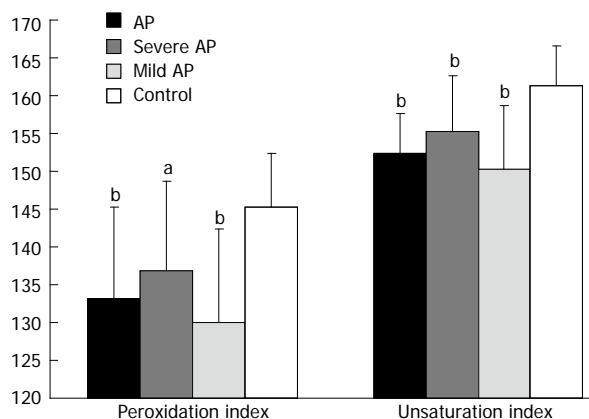 170
165
160
155
150
145
140
135
130
125
120
AP
Severe AP
Mild AP
Control
b
a
b
b
b
b
Peroxidation index
Unsaturation index